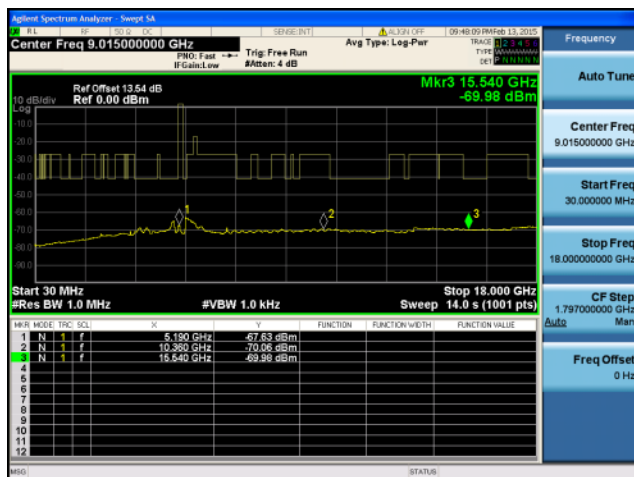 Agilent Spectrum Analyzer - Swept SA
RL RF 50 Ω DC SENSE:INT ALIGN OFF 09:48:09 PM Feb 13, 2015
Center Freq 9.015000000 GHz
PNO: Fast
IFGain:Low
Trig: Free Run
#Atten: 4 dB
Avg Type: Log-Pwr
TRACE 1 2 3 4 5 6
TYPE
DET P N N N N N
Mkr3 15.540 GHz
-69.98 dBm
Ref Offset 13.54 dB
Ref 0.00 dBm
10 dB/div
Log
-10.0
-20.0
-30.0
-40.0
-50.0
-60.0
-70.0
-80.0
-90.0
1
2
3
Start 30 MHz
Stop 18.000 GHz
#Res BW 1.0 MHz
#VBW 1.0 kHz
Sweep 14.0 s (1001 pts)
MKR MODE TRC SCL X Y FUNCTION FUNCTION WIDTH FUNCTION VALUE
1 N 1 f 5.190 GHz -67.63 dBm
2 N 1 f 10.360 GHz -70.06 dBm
3 N 1 f 15.540 GHz -69.98 dBm
4
5
6
7
8
9
10
11
12
MSG
STATUS
Frequency
Auto Tune
Center Freq
9.015000000 GHz
Start Freq
30.000000 MHz
Stop Freq
18.000000000 GHz
CF Step
1.797000000 GHz
Auto Man
Freq Offset
0 Hz